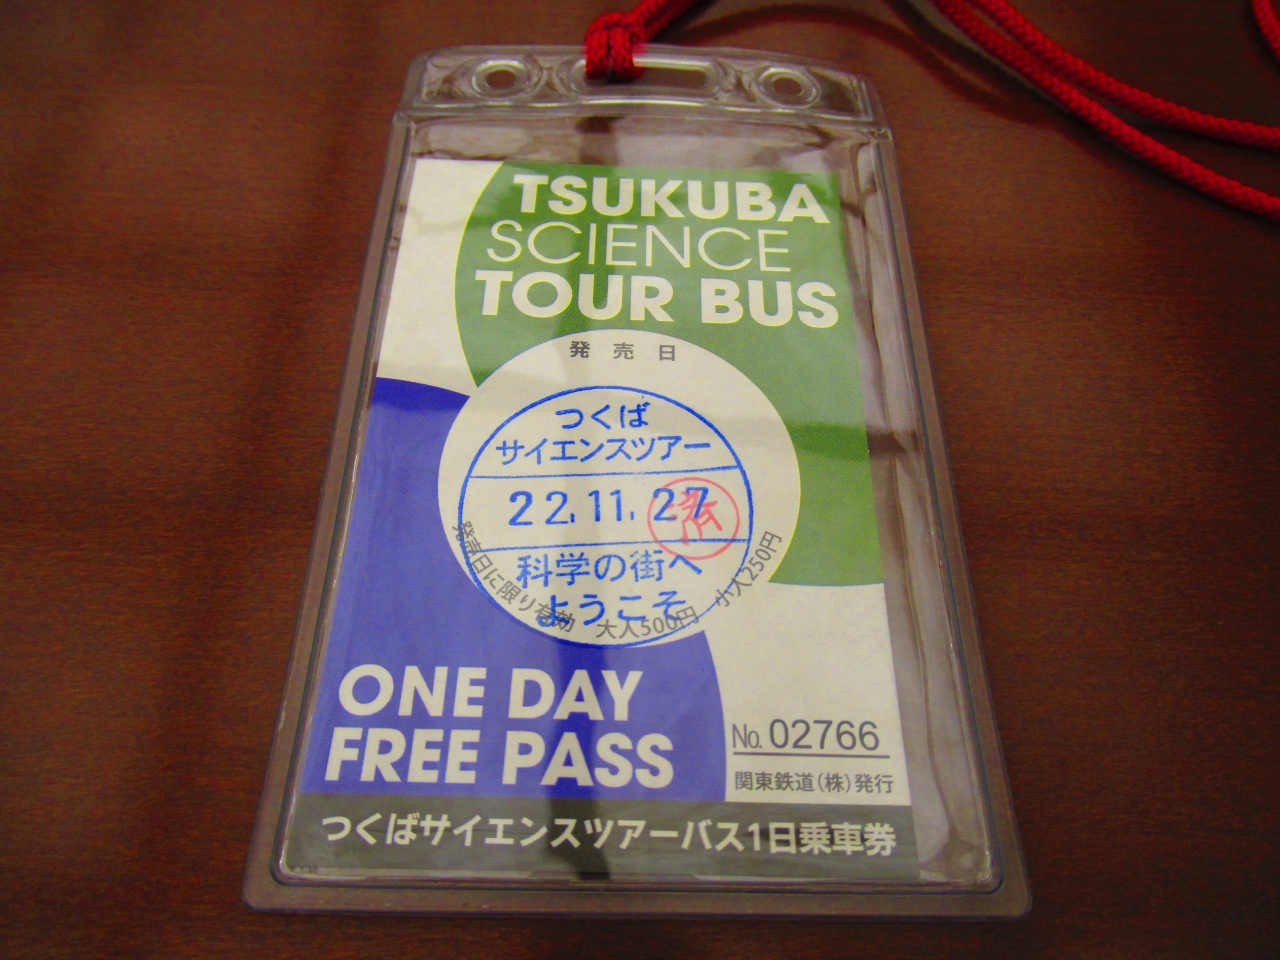 TSUKUBA
SCIENCE
TOUR BUS
発売日
つくば
サイエンスツアー
22.11.27
科学の街へ
ようこそ
発売日に限り有効 大人500円 小人250円
ONE DAY
FREE PASS
No. 02766
関東鉄道(株)発行
つくばサイエンスツアーバス1日乗車券